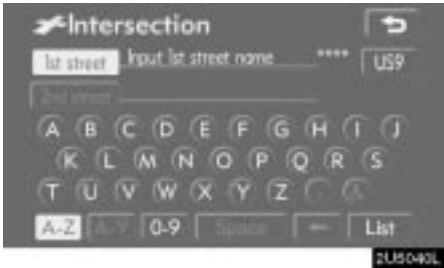 Intersection
1st street Input 1st street name **** US9
2nd street
A B C D E F G H I J
K L M N O P Q R S
T U V W X Y Z . &
A-Z À-Ý 0-9 Space ← List
2U5040L